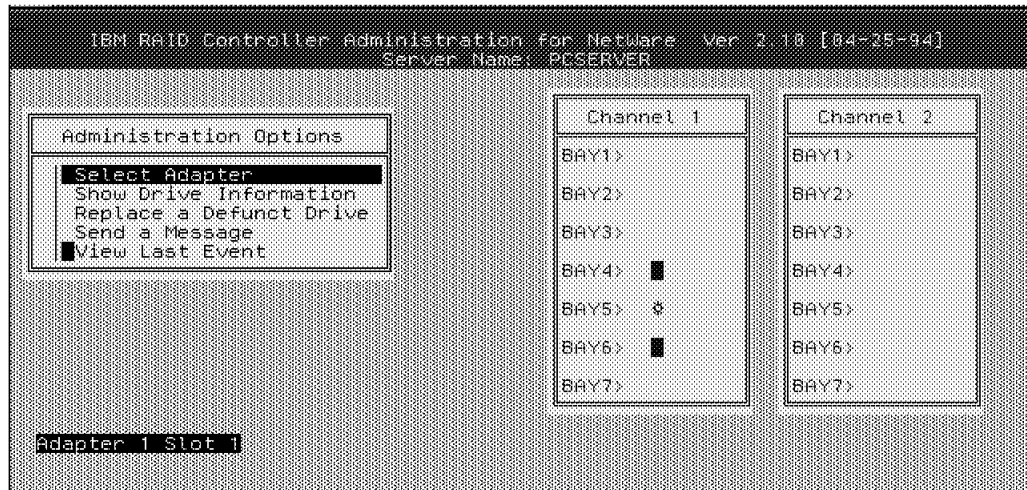 IBM RAID Controller Administration for NetWare Ver 2.10 [04-25-94]
Server Name: PCSERVER
Administration Options
Select Adapter
Show Drive Information
Replace a Defunct Drive
Send a Message
View Last Event
Channel 1
BAY1>
BAY2>
BAY3>
BAY4>
BAY5> ☼
BAY6>
BAY7>
Channel 2
BAY1>
BAY2>
BAY3>
BAY4>
BAY5>
BAY6>
BAY7>
Adapter 1 Slot 1